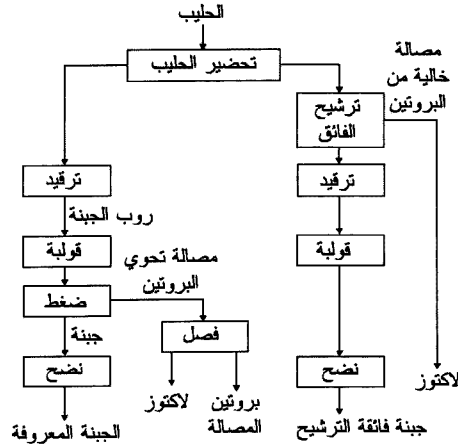 الحليب
تحضير الحليب
مصالة
خالية من
البروتين
ترشيح
الفائق
ترقيد
ترقيد
روب الجبنة
قولبة
قولبة
مصالة تحوي
البروتين
ضغط
جبنة
فصل
نضح
نضح
لاكتوز
لاكتوز
بروتين
المصالة
جبنة فائقة الترشيح
الجبنة المعروفة